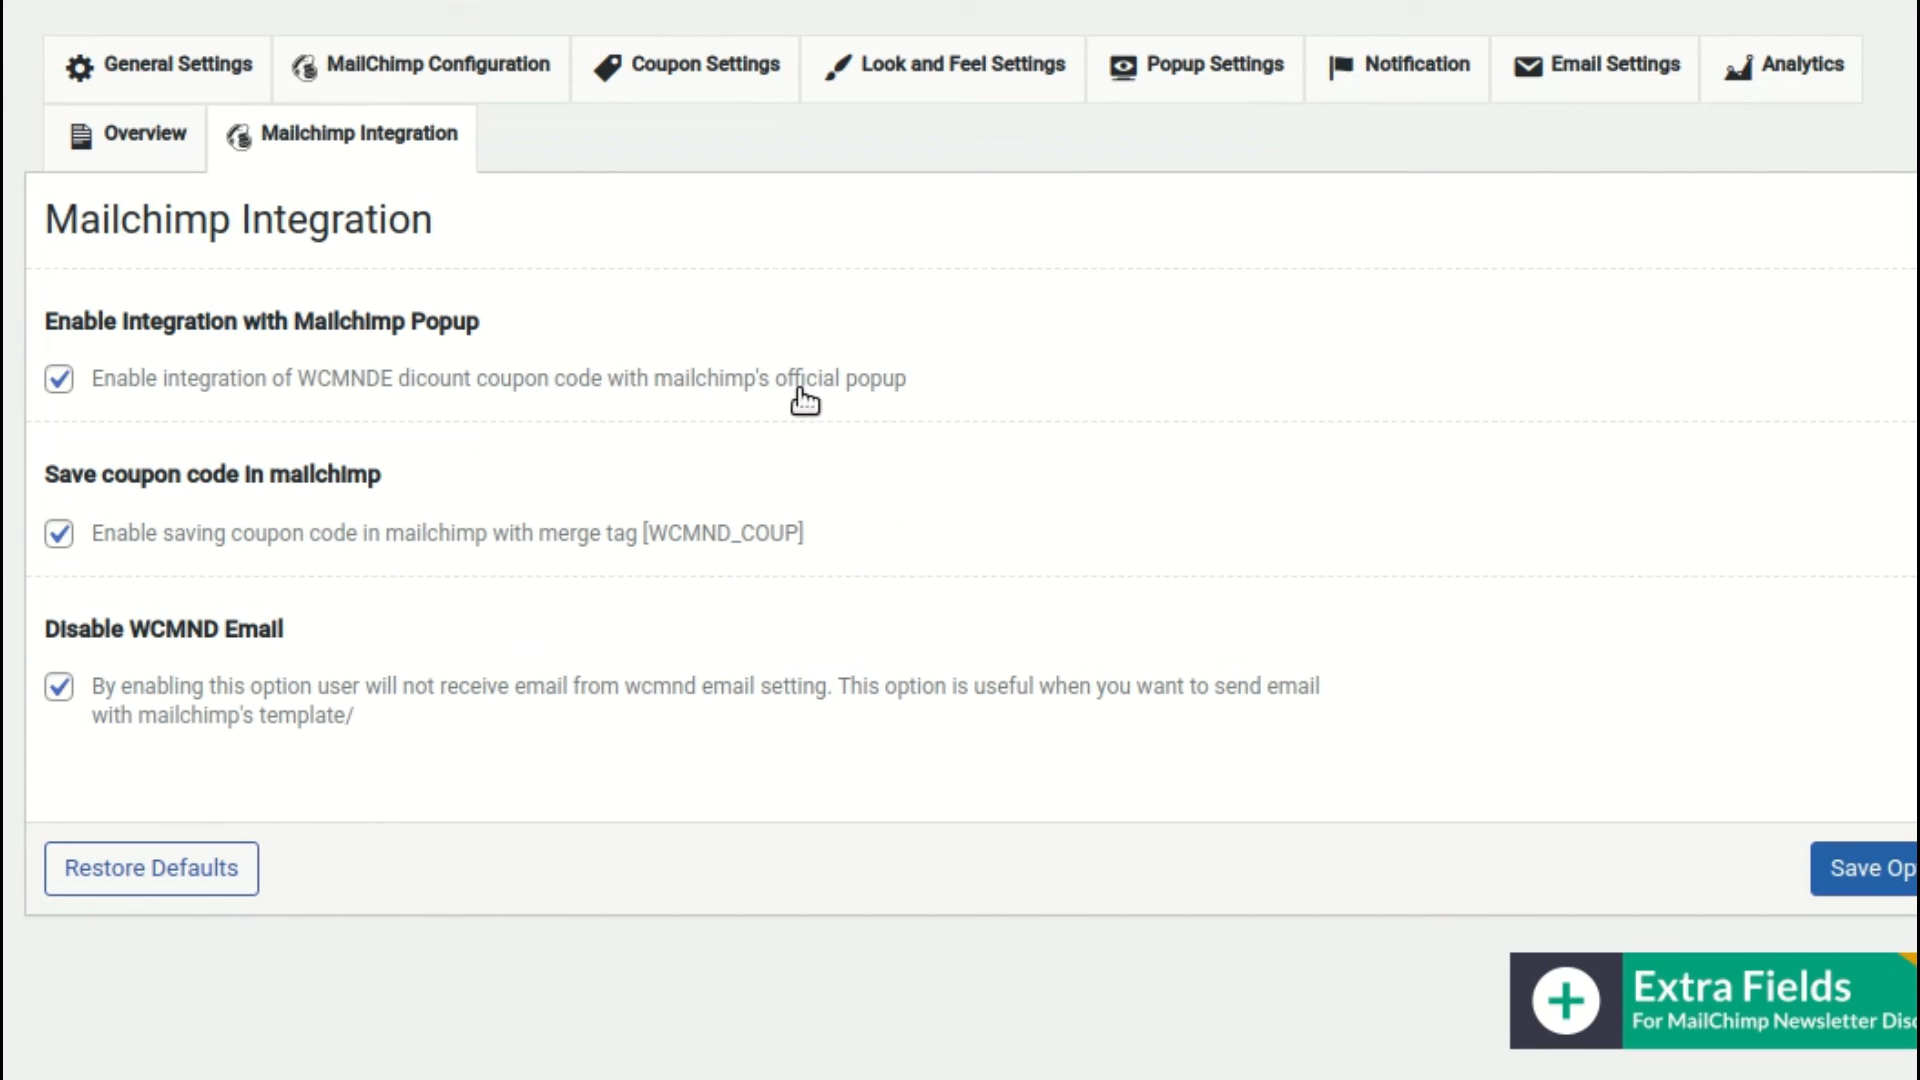 General Settings
MailChimp Configuration
Coupon Settings
Look and Feel Settings
Popup Settings
Notification
Email Settings
Analytics
Overview
Mailchimp Integration
Mailchimp Integration
Enable Integration with Mailchimp Popup
Enable integration of WCMNDE dicount coupon code with mailchimp's official popup
Save coupon code in mailchimp
Enable saving coupon code in mailchimp with merge tag [WCMND_COUP]
Disable WCMND Email
By enabling this option user will not receive email from wcmnd email setting. This option is useful when you want to send email
with mailchimp's template/
Restore Defaults
Save Op
Extra Fields
For MailChimp Newsletter Disc